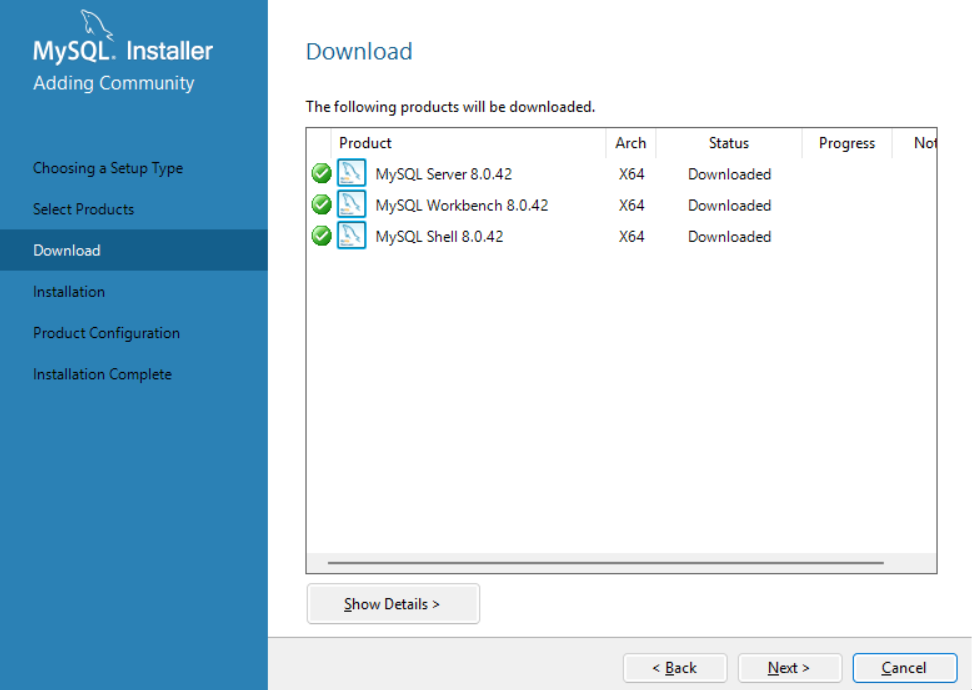 MySQL. Installer
Adding Community
Choosing a Setup Type
Select Products
Download
Installation
Product Configuration
Installation Complete
Download
The following products will be downloaded.
Product Arch Status Progress Not
MySQL Server 8.0.42 X64 Downloaded
MySQL Workbench 8.0.42 X64 Downloaded
MySQL Shell 8.0.42 X64 Downloaded
Show Details >
< Back Next > Cancel